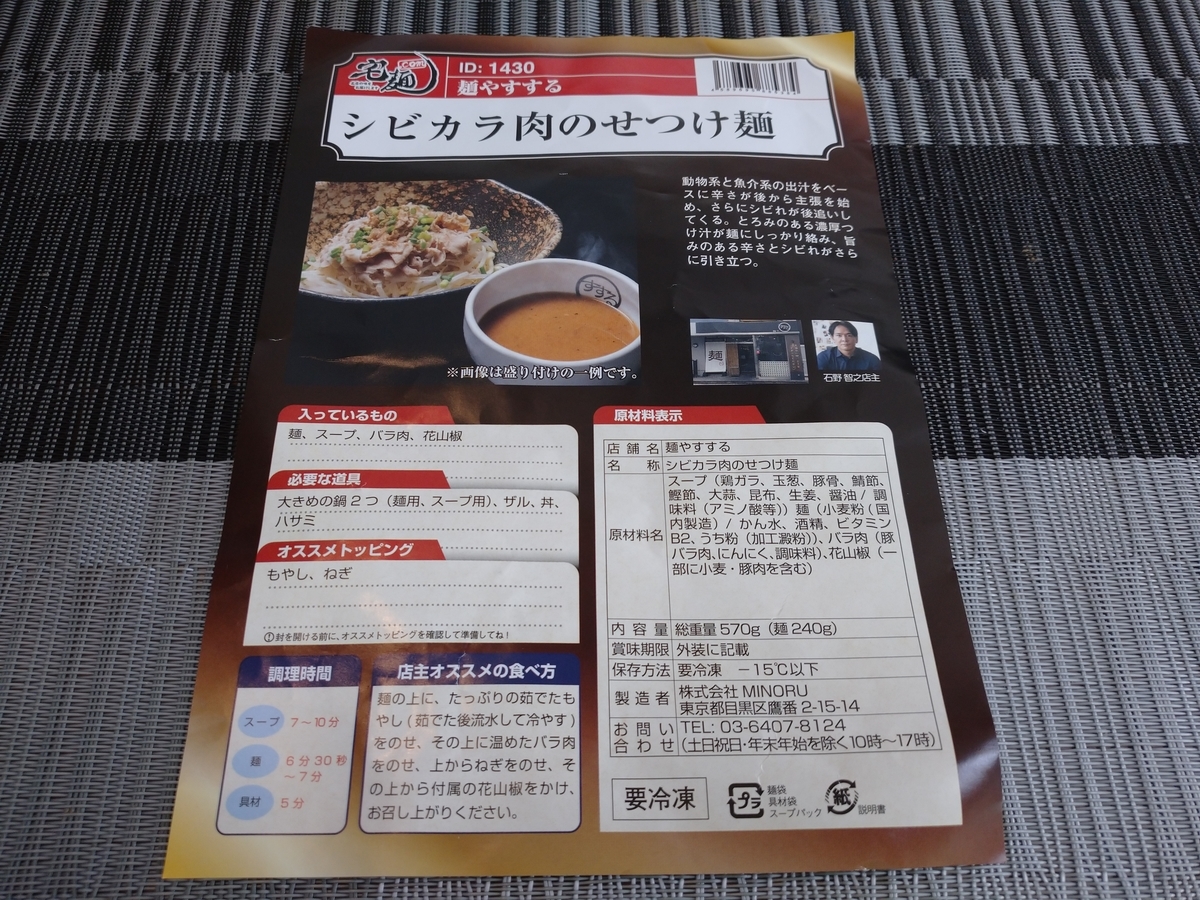 宅麺
.com
ID: 1430
麺やすする
シビカラ肉のせつけ麺
動物系と魚介系の出汁をベー
スに辛さが後から主張を始
め、さらにシビれが後追いし
てくる。とろみのある濃厚つ
け汁が麺にしっかり絡み、旨
みのある辛さとシビれがさら
に引き立つ。
すする
※画像は盛り付けの一例です。
麺
石野 智之店主
入っているもの
麺、スープ、バラ肉、花山椒
必要な道具
大きめの鍋２つ（麺用、スープ用）、ザル、丼、
ハサミ
オススメトッピング
もやし、ねぎ
!封を開ける前に、オススメトッピングを確認して準備してね！
調理時間
スープ 7～10分
麺 6分30秒
～7分
具材 5分
店主オススメの食べ方
麺の上に、たっぷりの茹でたも
やし(茹でた後流水して冷やす)
をのせ、その上に温めたバラ肉
をのせ、上からねぎをのせ、そ
の上から付属の花山椒をかけ、
お召し上がりください。
原材料表示
店舗名 麺やすする
名称 シビカラ肉のせつけ麺
原材料名 スープ（鶏ガラ、玉葱、豚骨、鯖節、
鰹節、大蒜、昆布、生姜、醤油 / 調
味料（アミノ酸等)）麺（小麦粉（国
内製造）/ かん水、酒精、ビタミン
B2、うち粉（加工澱粉)）、バラ肉（豚
バラ肉、にんにく、調味料）、花山椒（一
部に小麦・豚肉を含む）
内容量 総重量 570g（麺 240g）
賞味期限 外装に記載
保存方法 要冷凍 －15℃以下
製造者 株式会社 MINORU
東京都目黒区鷹番 2-15-14
お問い合わせ TEL: 03-6407-8124
（土日祝日・年末年始を除く10時〜17時）
要冷凍
プラ
麺袋
具材袋
スープパック
紙
説明書